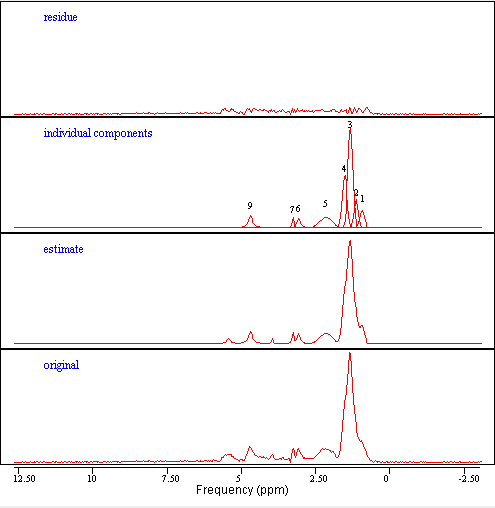 residue
individual components
3
4
2
1
9
7 6
5
estimate
original
12.50 10 7.50 5 2.50 0 -2.50
Frequency (ppm)